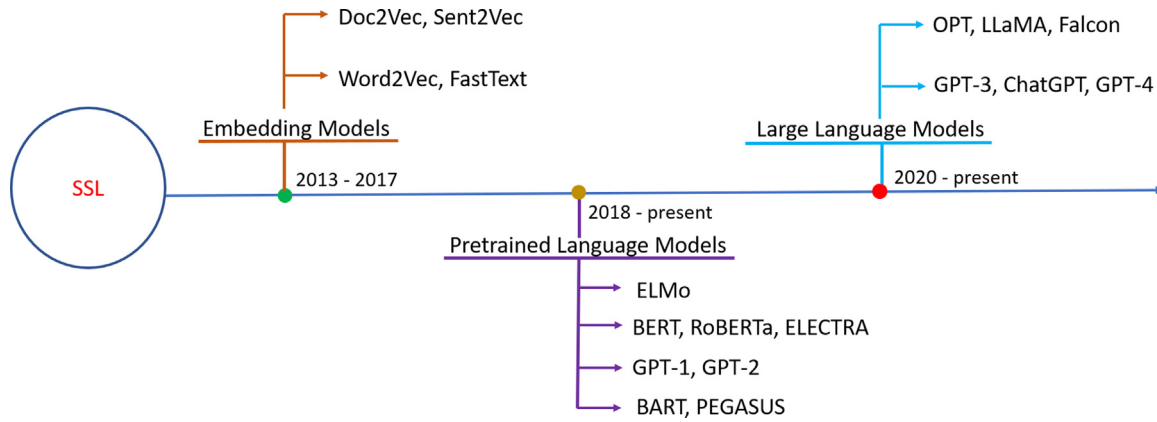 Doc2Vec, Sent2Vec
Word2Vec, FastText
Embedding Models
2013 - 2017
SSL
OPT, LLaMA, Falcon
GPT-3, ChatGPT, GPT-4
Large Language Models
2020 - present
2018 - present
Pretrained Language Models
ELMo
BERT, RoBERTa, ELECTRA
GPT-1, GPT-2
BART, PEGASUS